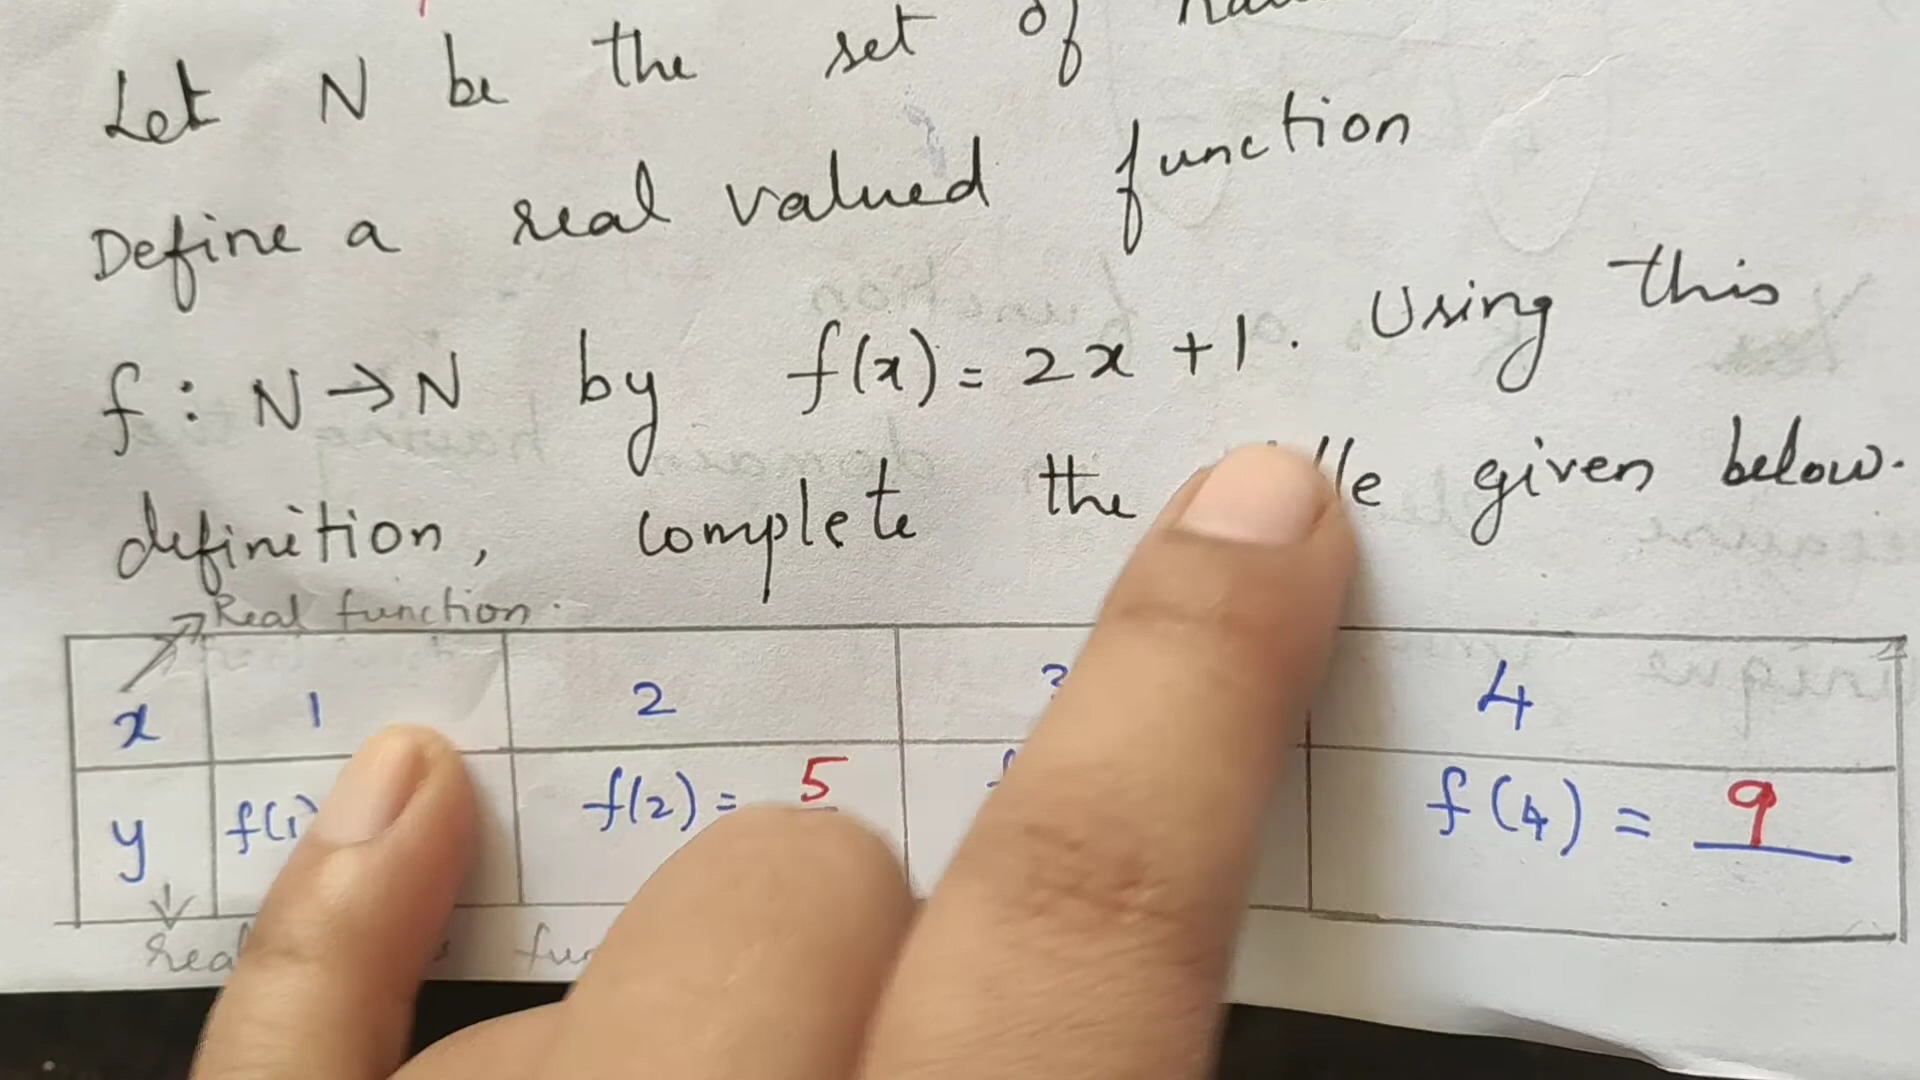 Let N be the set of
Define a real valued function
f : N → N by f(x) = 2x + 1. Using this
definition, complete the given below.
Real function.
x 1 2 4
y f(1) f(2) = 5 f(4) = 9